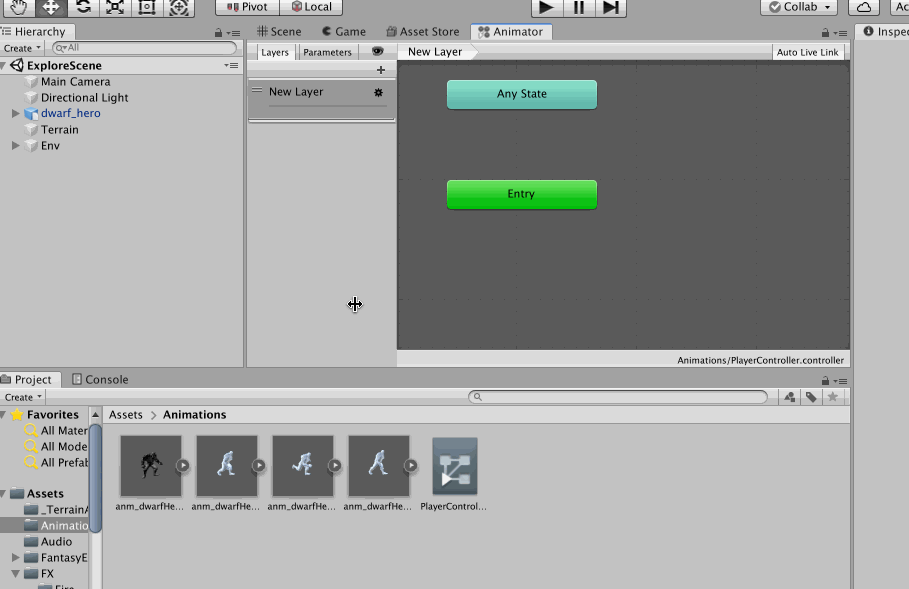 Pivot Local Collab Ac
Hierarchy Scene Game Asset Store Animator Inspec
Create All Layers Parameters New Layer Auto Live Link
ExploreScene
Main Camera New Layer Any State
Directional Light
dwarf_hero
Terrain
Env
Entry
Animations/PlayerController.controller
Project Console
Create
Favorites Assets > Animations
All Mater
All Mode
All Prefab
Assets
_TerrainA anm_dwarfHe... anm_dwarfHe... anm_dwarfHe... anm_dwarfHe... PlayerControl...
Animatio
Audio
FantasyE
FX
Fire